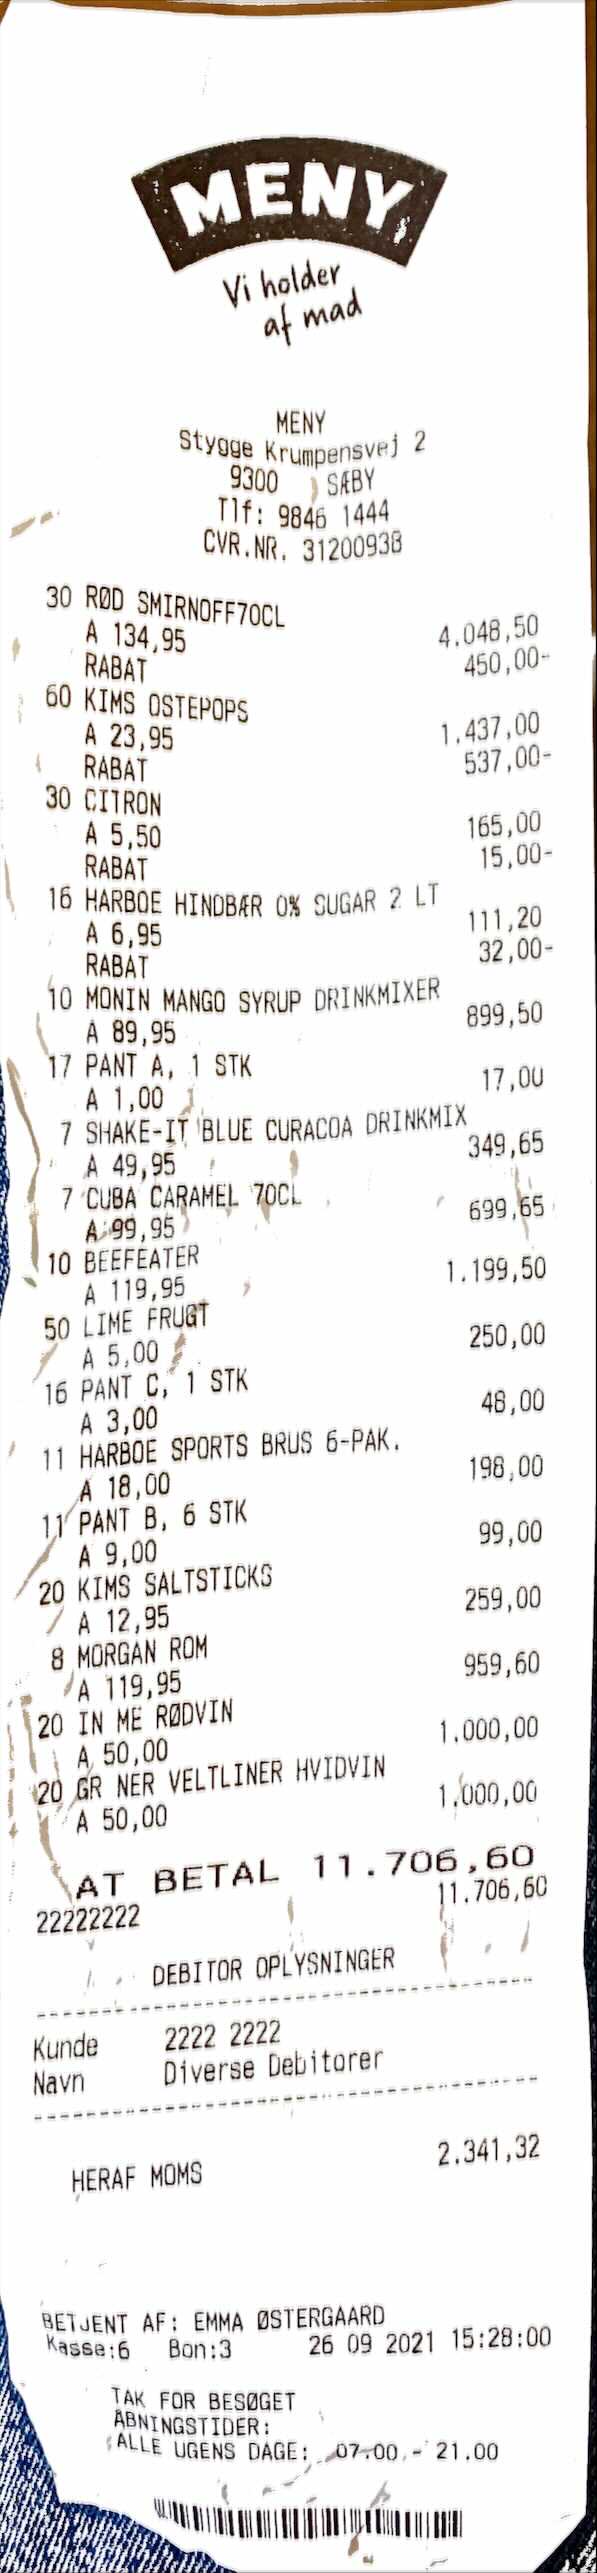 MENY
Vi holder
af mad
MENY
Stygge Krumpensvej 2
9300 SÆBY
Tlf: 9846 1444
CVR.NR. 31200938
30 RØD SMIRNOFF70CL
A 134,95 4.048,50
RABAT 450,00-
60 KIMS OSTEPOPS
A 23,95 1.437,00
RABAT 537,00-
30 CITRON
A 5,50 165,00
RABAT 15,00-
16 HARBOE HINDBÆR 0% SUGAR 2 LT
A 6,95 111,20
RABAT 32,00-
10 MONIN MANGO SYRUP DRINKMIXER
A 89,95 899,50
17 PANT A, 1 STK
A 1,00 17,00
7 SHAKE-IT BLUE CURACOA DRINKMIX
A 49,95 349,65
7 CUBA CARAMEL 70CL
A 99,95 699,65
10 BEEFEATER
A 119,95 1.199,50
50 LIME FRUGT
A 5,00 250,00
16 PANT C, 1 STK
A 3,00 48,00
11 HARBOE SPORTS BRUS 6-PAK.
A 18,00 198,00
11 PANT B, 6 STK
A 9,00 99,00
20 KIMS SALTSTICKS
A 12,95 259,00
8 MORGAN ROM
A 119,95 959,60
20 IN ME RØDVIN
A 50,00 1.000,00
20 GR NER VELTLINER HVIDVIN
A 50,00 1.000,00
AT BETAL 11.706,60
22222222 11.706,60
DEBITOR OPLYSNINGER
Kunde 2222 2222
Navn Diverse Debitorer
HERAF MOMS 2.341,32
BETJENT AF: EMMA ØSTERGAARD
Kasse:6 Bon:3 26 09 2021 15:28:00
TAK FOR BESØGET
ÅBNINGSTIDER:
ALLE UGENS DAGE: 07.00 - 21.00